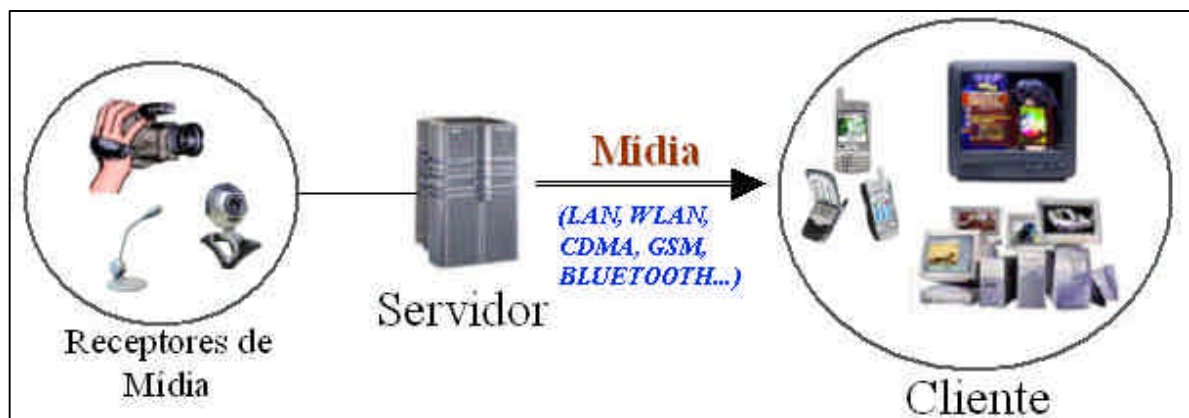 Receptores de
Mídia
Servidor
Mídia
(LAN, WLAN,
CDMA, GSM,
BLUETOOTH...)
Cliente